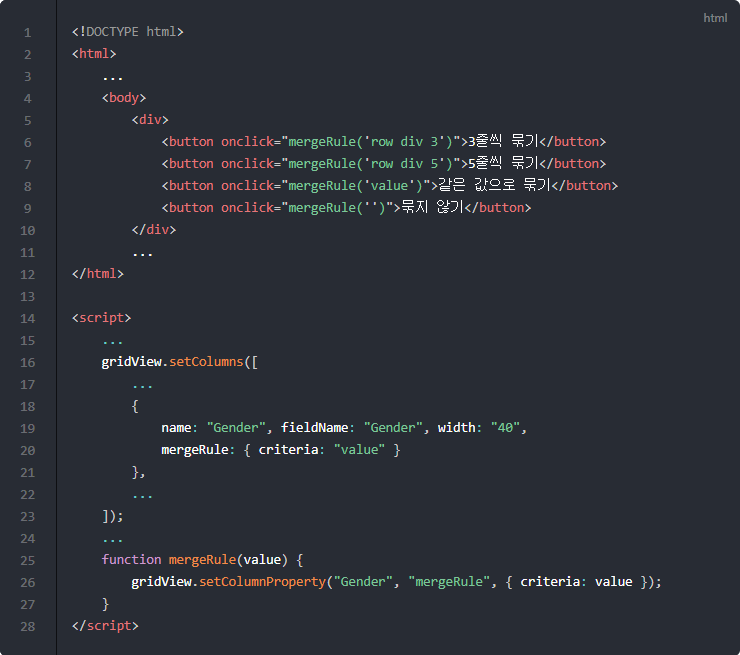 html
1 <!DOCTYPE html>
2 <html>
3     ...
4     <body>
5         <div>
6             <button onclick="mergeRule('row div 3')">3줄씩 묶기</button>
7             <button onclick="mergeRule('row div 5')">5줄씩 묶기</button>
8             <button onclick="mergeRule('value')">같은 값으로 묶기</button>
9             <button onclick="mergeRule('')">묶지 않기</button>
10         </div>
11         ...
12 </html>
13
14 <script>
15     ...
16     gridView.setColumns([
17         ...
18         {
19             name: "Gender", fieldName: "Gender", width: "40",
20             mergeRule: { criteria: "value" }
21         },
22         ...
23     ]);
24     ...
25     function mergeRule(value) {
26         gridView.setColumnProperty("Gender", "mergeRule", { criteria: value });
27     }
28 </script>